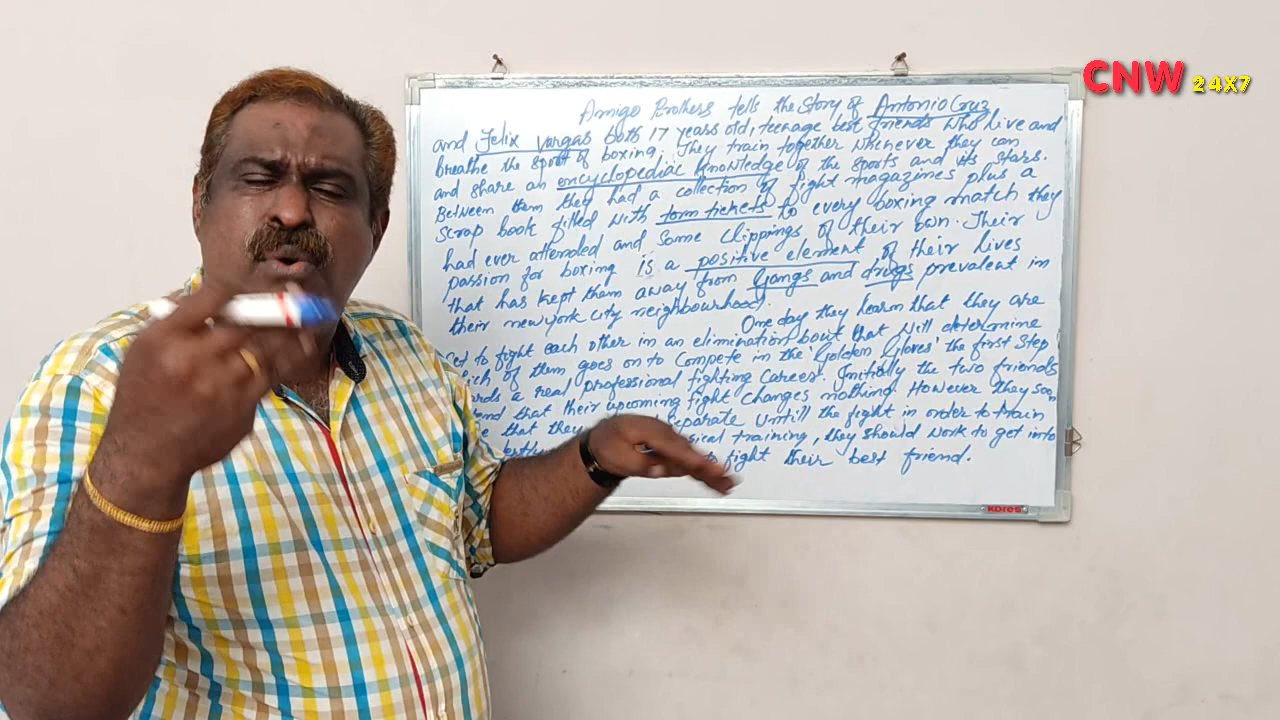 CNW 24X7
Amigo Brothers tells the story of Antonio Cruz
and Felix Vargas both 17 years old, teenage best friends who live and
breathe the sport of boxing. They train together whenever they can
and share an encyclopediac knowledge of the sports and its stars.
Between them they had a collection of fight magazines plus a
scrap book filled with torn tickets to every boxing match they
had ever attended and some clippings of their own. Their
passion for boxing is a positive element of their lives
that has kept them away from Gangs and drugs prevalent in
their newyork city neighbourhood.
One day they learn that they are
to fight each other in an elimination bout that will determine
of them goes on to compete in the 'Golden Gloves' the first step
a real professional fighting career. Initially the two friends
that their upcoming fight changes nothing. However they soon
that they separate untill the fight in order to train
training, they should work to get into
to fight their best friend.
kores